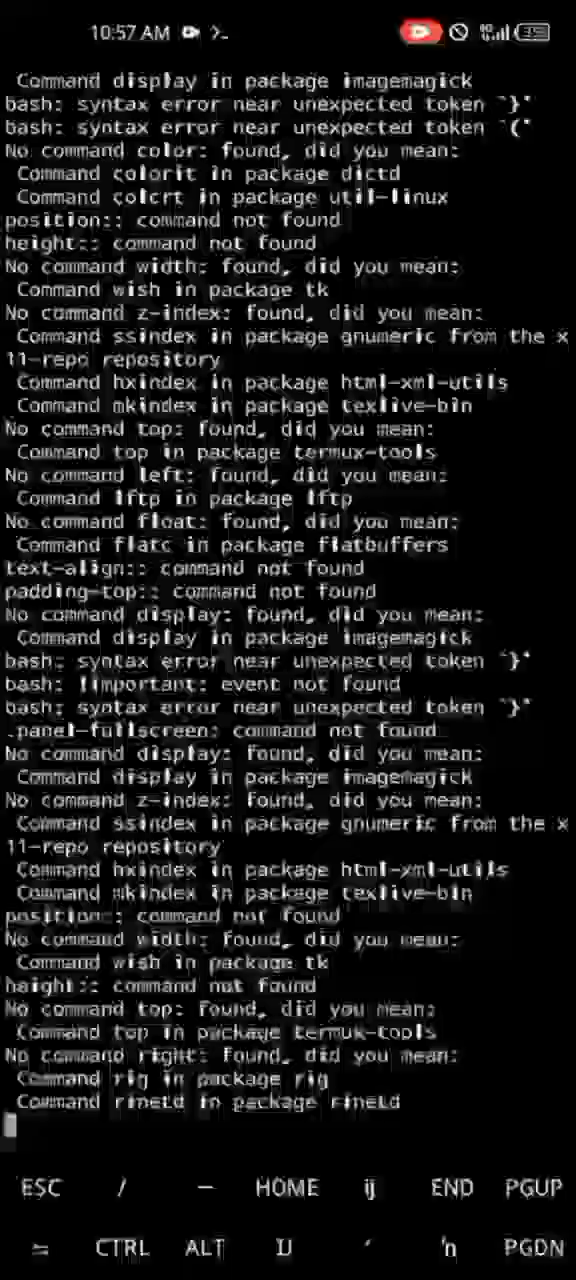 10:57 AM
Command display in package imagemagick
bash: syntax error near unexpected token `}'
bash: syntax error near unexpected token `('
No command color: found, did you mean:
Command colorit in package dictd
Command colcrt in package util-linux
position:: command not found
height:: command not found
No command width: found, did you mean:
Command wish in package tk
No command z-index: found, did you mean:
Command ssindex in package gnumeric from the x
11-repo repository
Command hxindex in package html-xml-utils
Command mkindex in package texlive-bin
No command top: found, did you mean:
Command top in package termux-tools
No command left: found, did you mean:
Command lftp in package lftp
No command float: found, did you mean:
Command flatc in package flatbuffers
text-align:: command not found
padding-top:: command not found
No command display: found, did you mean:
Command display in package imagemagick
bash: syntax error near unexpected token `}'
bash: !important: event not found
bash: syntax error near unexpected token `}'
.panel-fullscreen: command not found
No command display: found, did you mean:
Command display in package imagemagick
No command z-index: found, did you mean:
Command ssindex in package gnumeric from the x
11-repo repository
Command hxindex in package html-xml-utils
Command mkindex in package texlive-bin
position:: command not found
No command width: found, did you mean:
Command wish in package tk
height:: command not found
No command top: found, did you mean:
Command top in package termux-tools
No command right: found, did you mean:
Command rig in package rig
Command rinetd in package rinetd
ESC / — HOME END PGUP
CTRL ALT PGDN